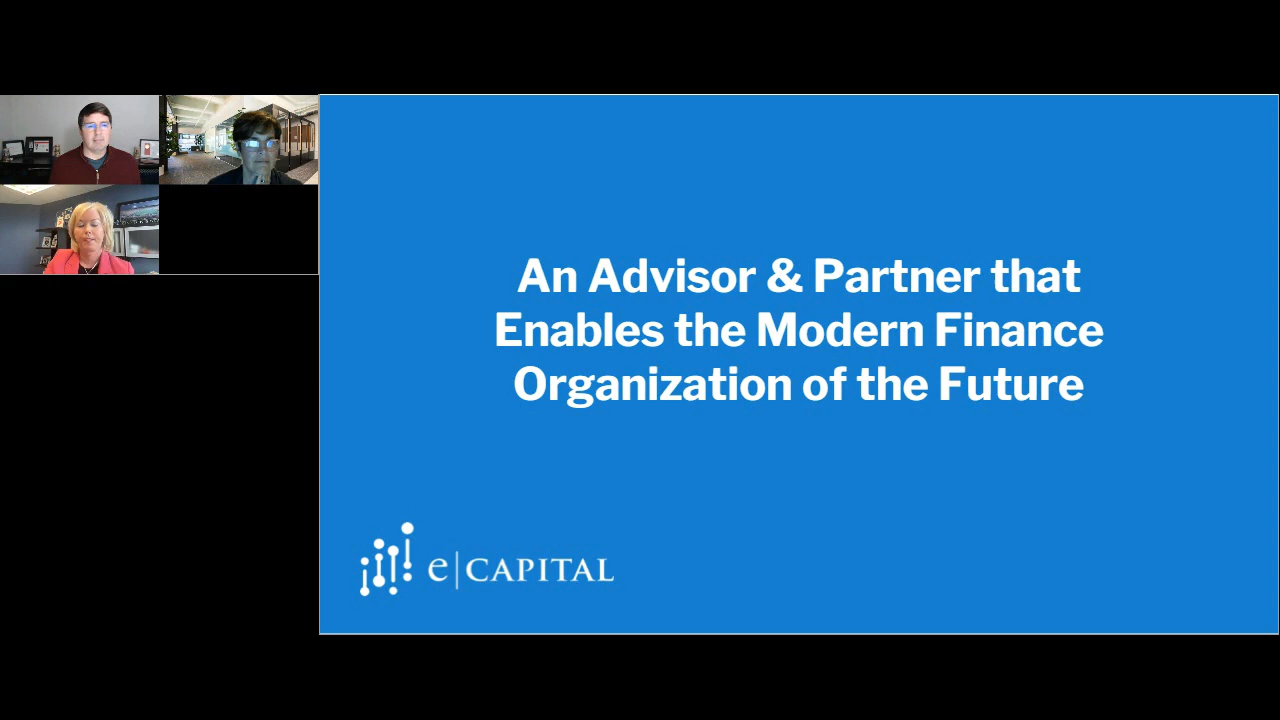 An Advisor & Partner that
Enables the Modern Finance
Organization of the Future
e|CAPITAL